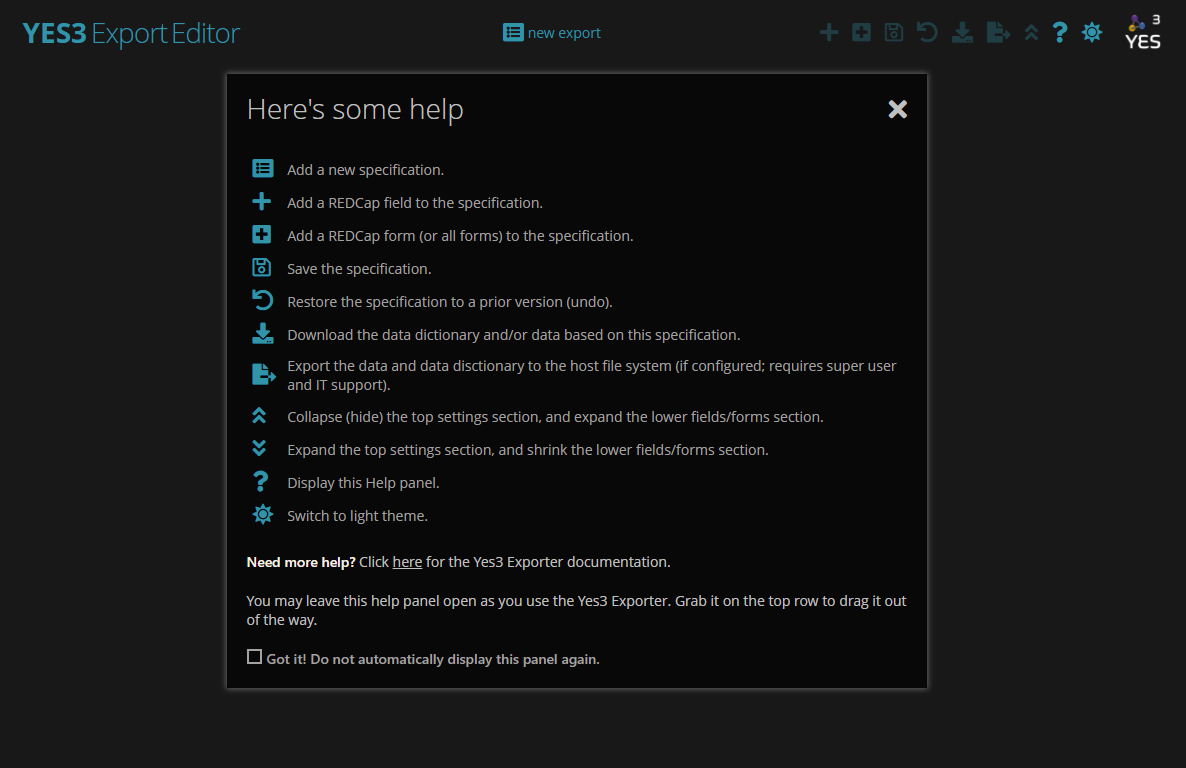 YES3 Export Editor
new export
3
YES
Here's some help
Add a new specification.
Add a REDCap field to the specification.
Add a REDCap form (or all forms) to the specification.
Save the specification.
Restore the specification to a prior version (undo).
Download the data dictionary and/or data based on this specification.
Export the data and data disctionary to the host file system (if configured; requires super user
and IT support).
Collapse (hide) the top settings section, and expand the lower fields/forms section.
Expand the top settings section, and shrink the lower fields/forms section.
Display this Help panel.
Switch to light theme.
Need more help? Click here for the Yes3 Exporter documentation.
You may leave this help panel open as you use the Yes3 Exporter. Grab it on the top row to drag it out
of the way.
Got it! Do not automatically display this panel again.